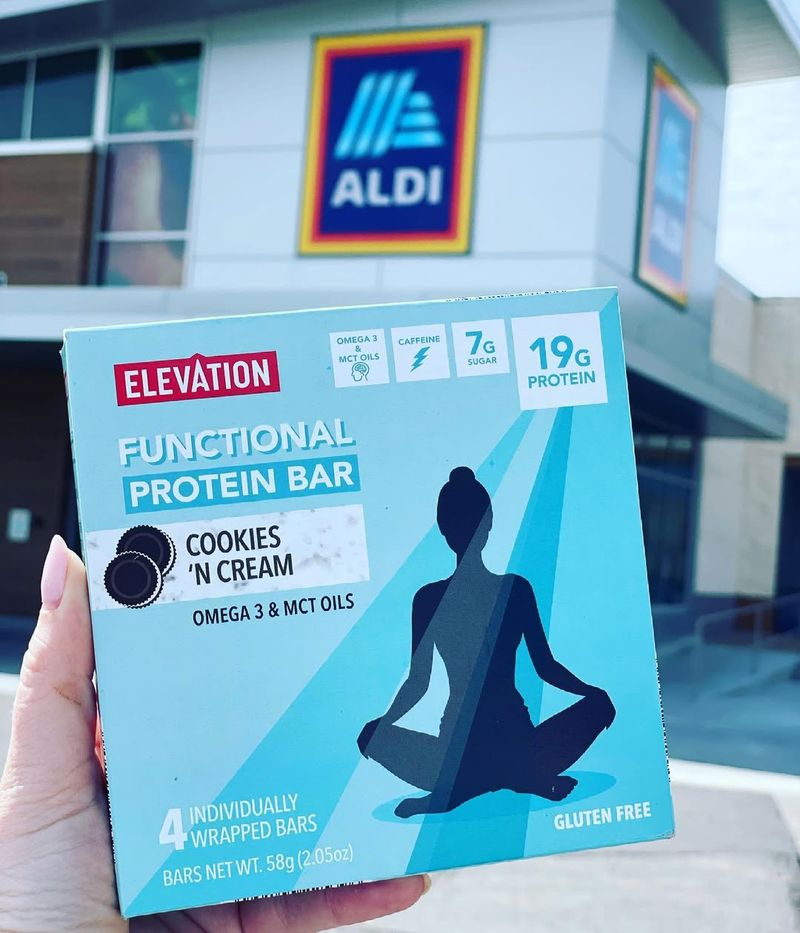 ALDI
ALDI
ELEVATION
OMEGA 3
&
MCT OILS
CAFFEINE
7G
SUGAR
19G
PROTEIN
FUNCTIONAL
PROTEIN BAR
COOKIES
'N CREAM
OMEGA 3 & MCT OILS
4 INDIVIDUALLY
WRAPPED BARS
BARS NET WT. 58g (2.05oz)
GLUTEN FREE